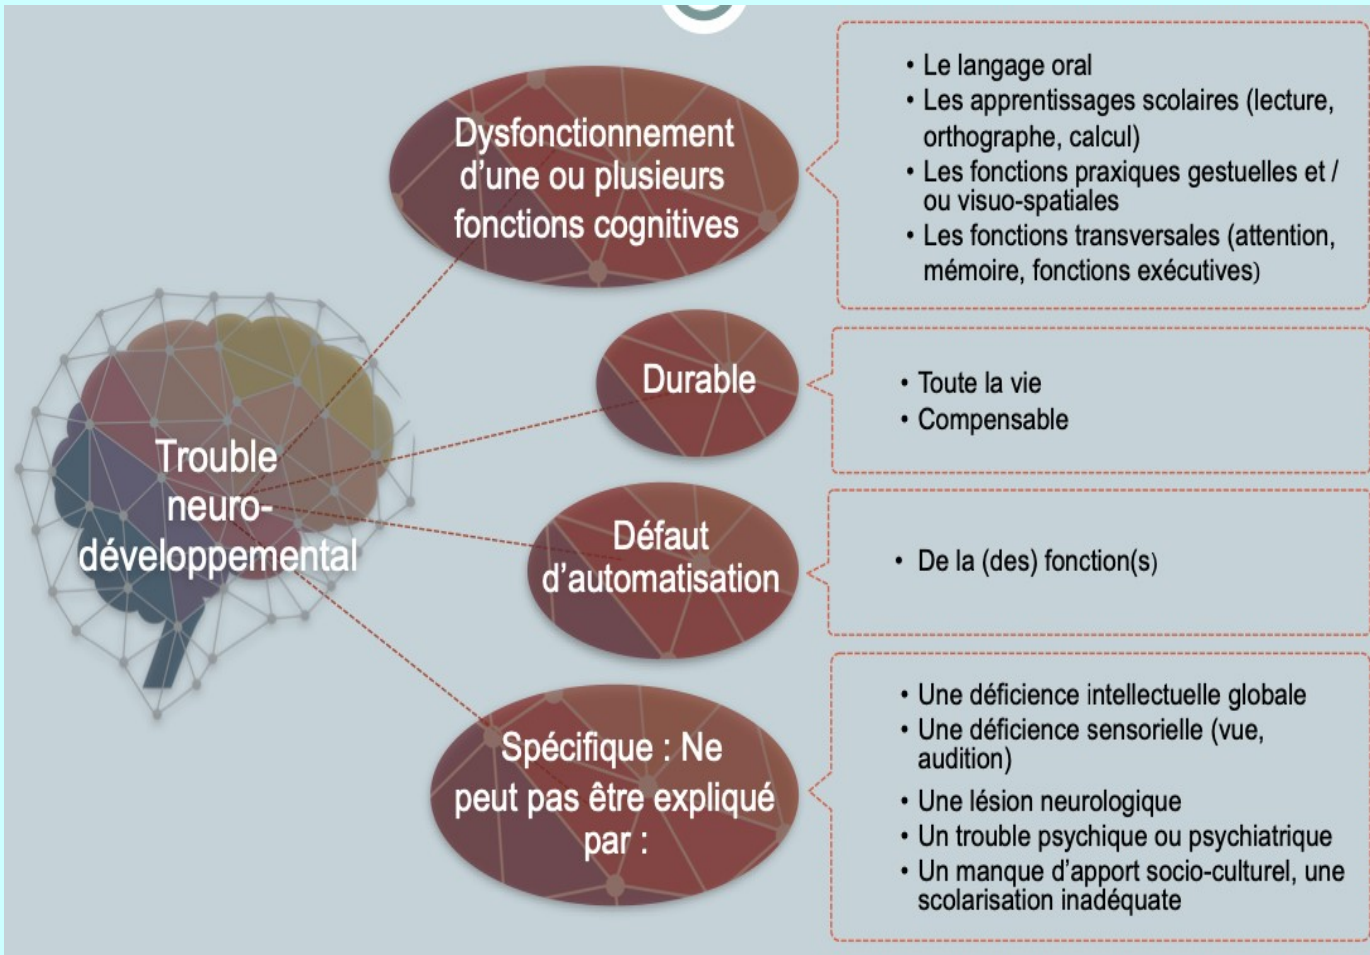 Trouble
neuro-
développemental
Dysfonctionnement
d'une ou plusieurs
fonctions cognitives
• Le langage oral
• Les apprentissages scolaires (lecture,
orthographe, calcul)
• Les fonctions praxiques gestuelles et /
ou visuo-spatiales
• Les fonctions transversales (attention,
mémoire, fonctions exécutives)
Durable
• Toute la vie
• Compensable
Défaut
d'automatisation
• De la (des) fonction(s)
Spécifique : Ne
peut pas être expliqué
par :
• Une déficience intellectuelle globale
• Une déficience sensorielle (vue,
audition)
• Une lésion neurologique
• Un trouble psychique ou psychiatrique
• Un manque d'apport socio-culturel, une
scolarisation inadéquate